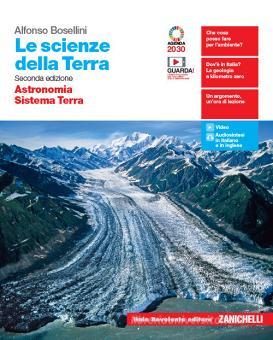 Alfonso Bosellini
Le scienze
della Terra
Seconda edizione
Astronomia
Sistema Terra
AGENDA
2030
GUARDA!
Che cosa
posso fare
per l'ambiente?
Dov'è in Italia?
La geologia
a kilometro zero
Un argomento,
un'ora di lezione
Video
Audiosintesi
in italiano
e in inglese
Italo Bovolenta editore
ZANICHELLI